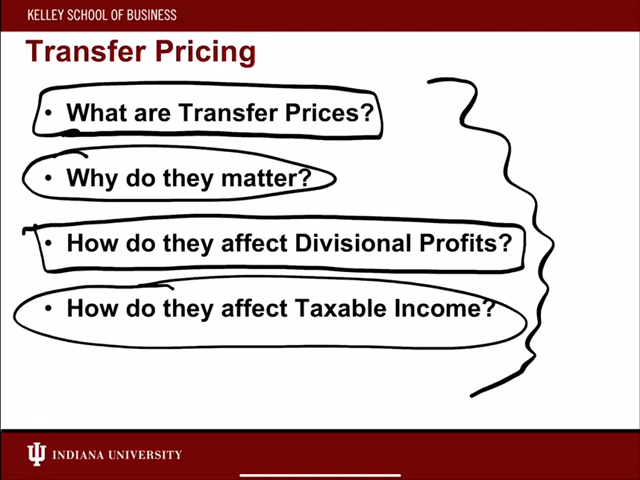 KELLEY SCHOOL OF BUSINESS
Transfer Pricing
• What are Transfer Prices?
• Why do they matter?
• How do they affect Divisional Profits?
• How do they affect Taxable Income?
INDIANA UNIVERSITY